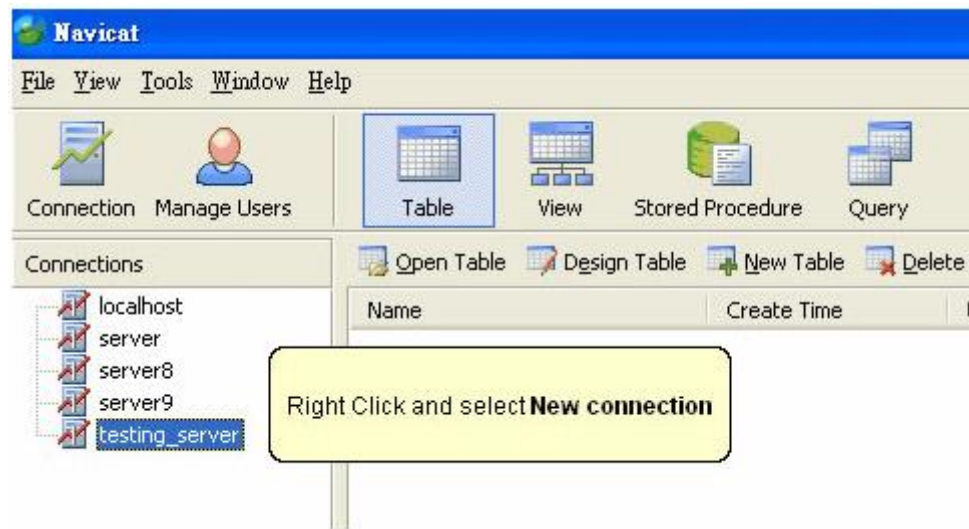 Navicat
File View Tools Window Help
Connection Manage Users Table View Stored Procedure Query
Connections Open Table Design Table New Table Delete
Name Create Time
localhost
server
server8
server9
testing_server
Right Click and select New connection